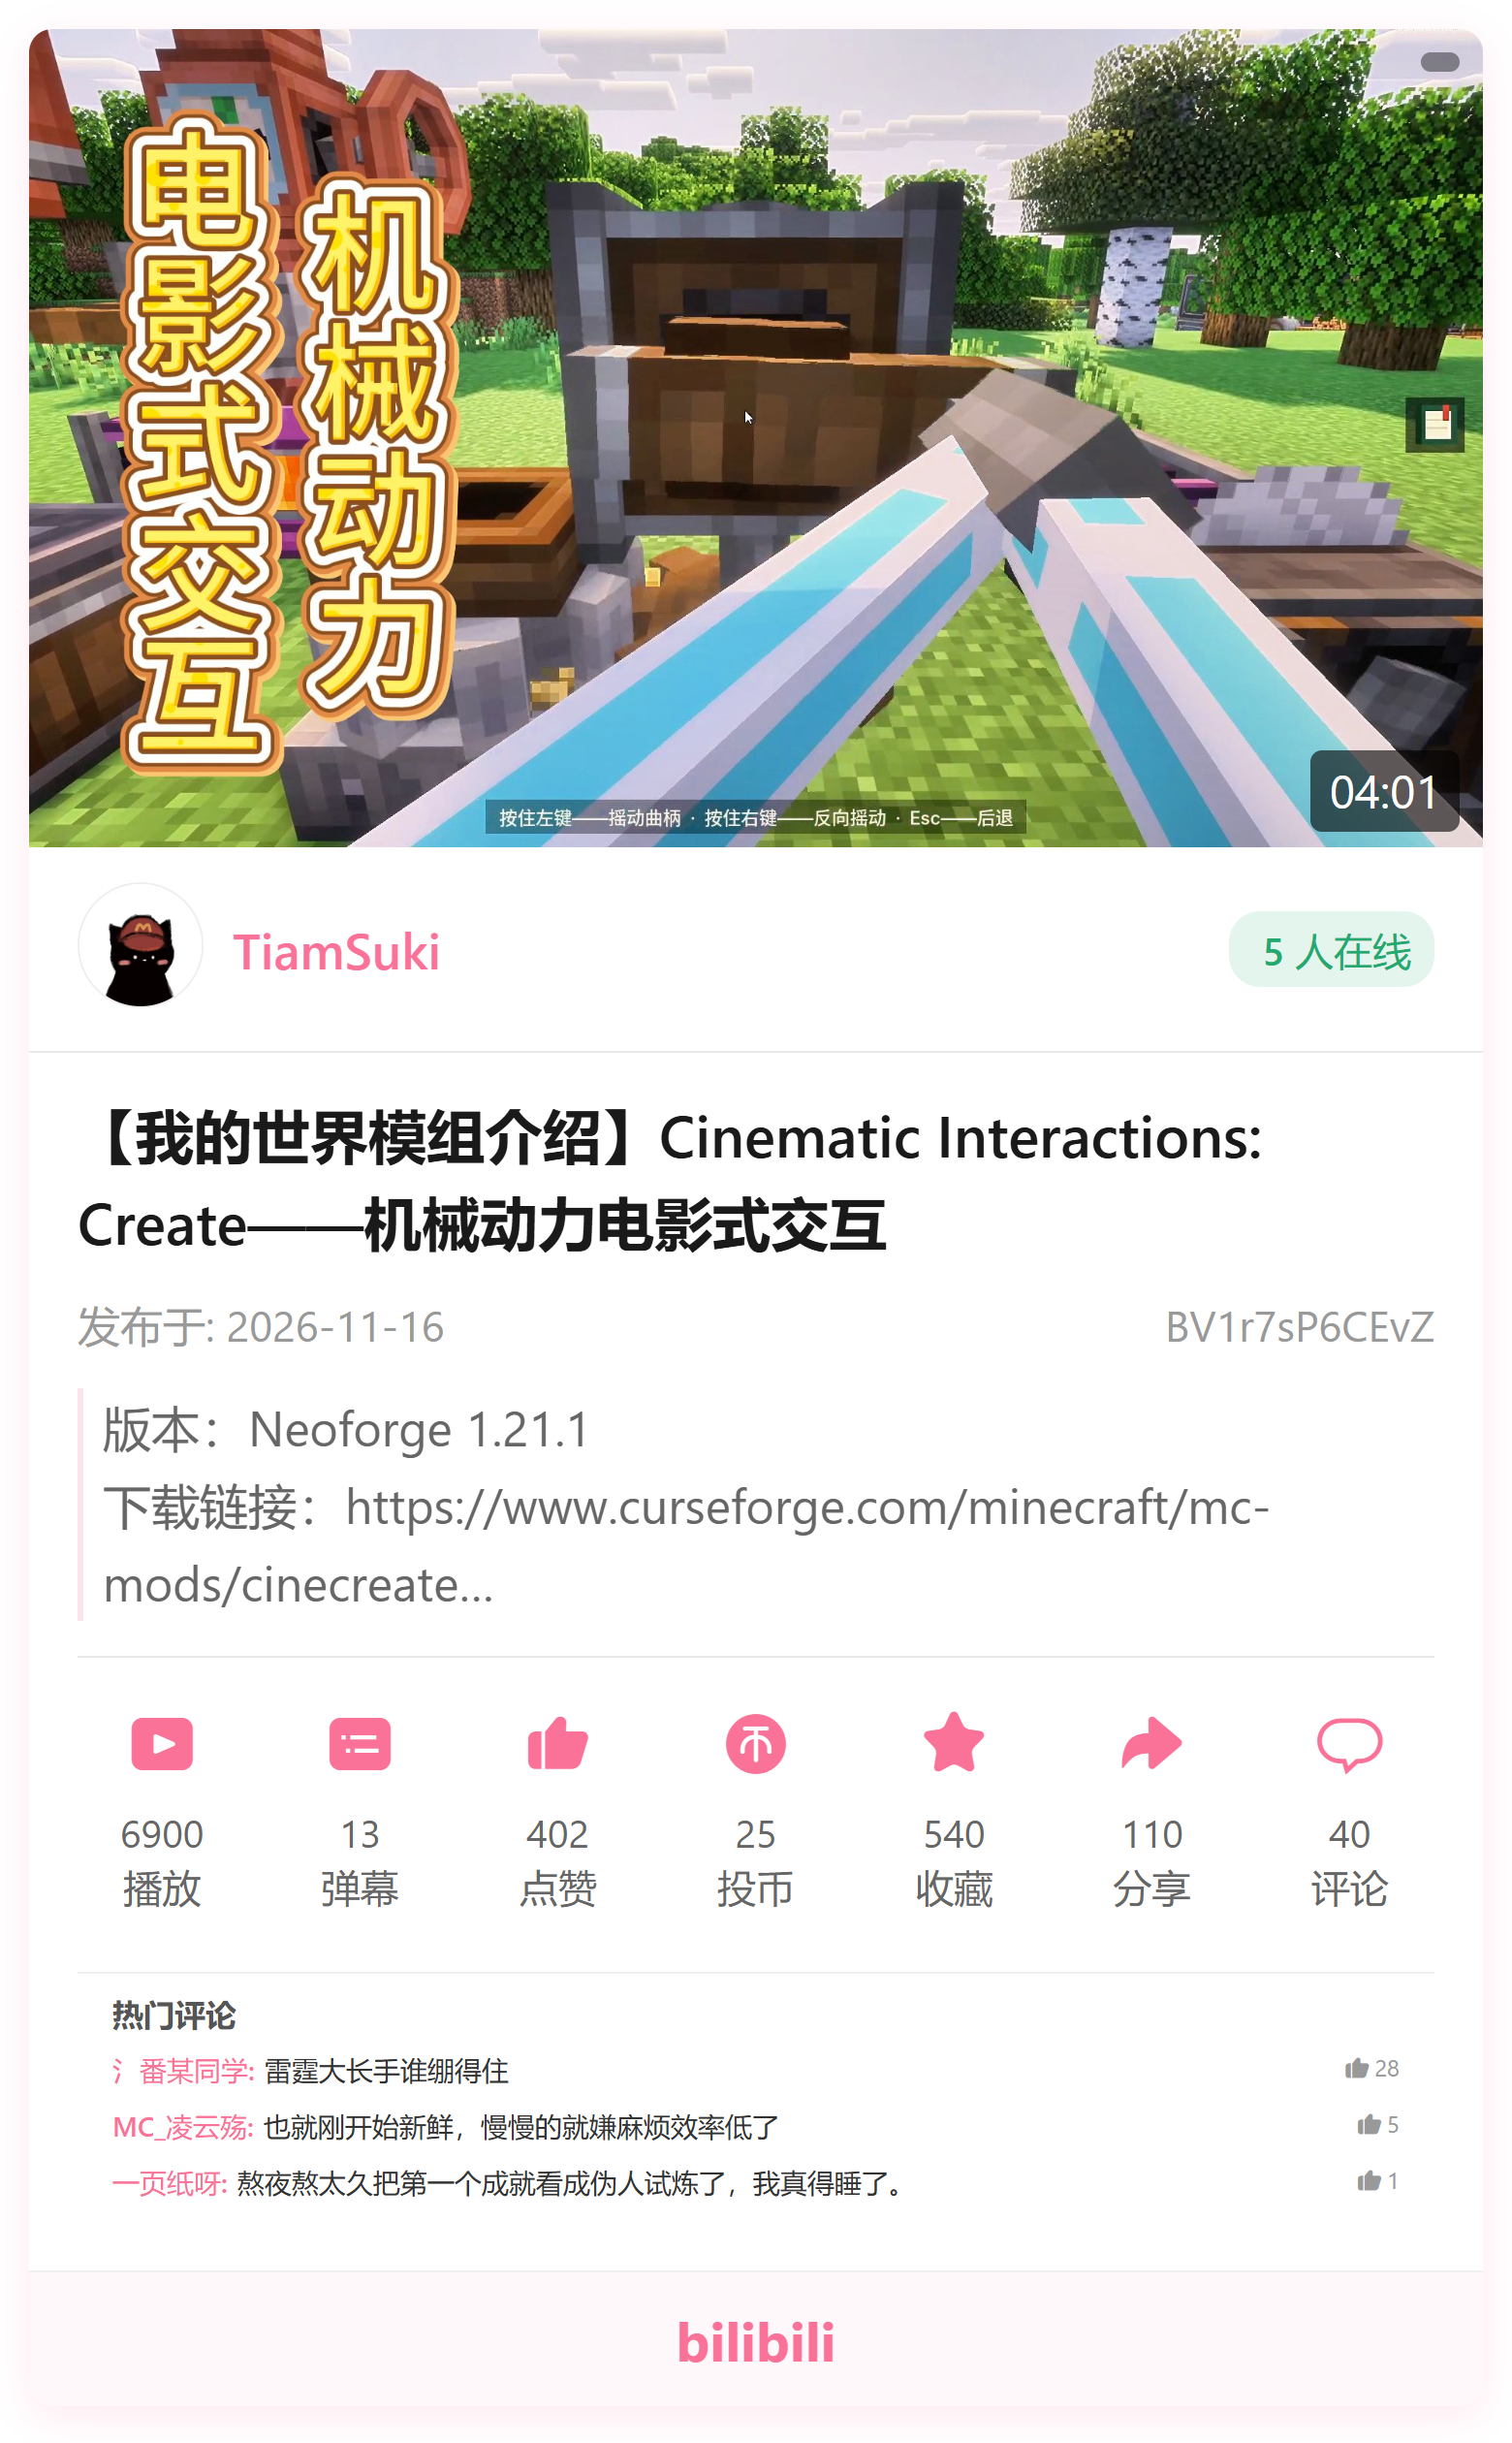 机械动力
电影式交互
按住左键——摇动曲柄 · 按住右键——反向摇动 · Esc——后退
04:01
TiamSuki
5 人在线
【我的世界模组介绍】Cinematic Interactions:
Create——机械动力电影式交互
发布于: 2026-11-16
BV1r7sP6CEvZ
版本：Neoforge 1.21.1
下载链接：https://www.curseforge.com/minecraft/mc-
mods/cinecreate...
6900 13 402 25 540 110 40
播放 弹幕 点赞 投币 收藏 分享 评论
热门评论
氵番某同学: 雷霆大长手谁绷得住 28
MC_凌云殇: 也就刚开始新鲜，慢慢的就嫌麻烦效率低了 5
一页纸呀: 熬夜熬太久把第一个成就看成伪人试炼了，我真得睡了。 1
bilibili